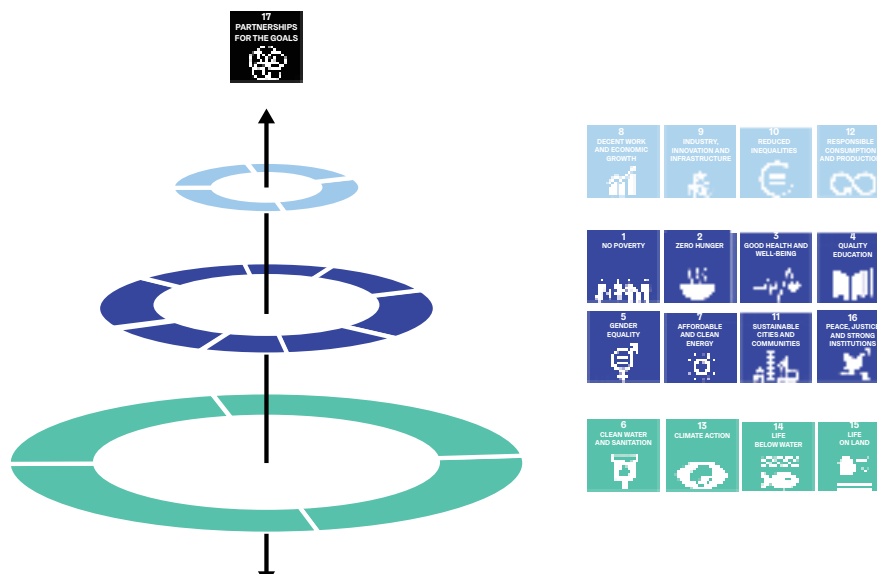 17
PARTNERSHIPS
FOR THE GOALS
8
DECENT WORK
AND ECONOMIC
GROWTH
9
INDUSTRY,
INNOVATION AND
INFRASTRUCTURE
10
REDUCED
INEQUALITIES
12
RESPONSIBLE
CONSUMPTION
AND PRODUCTIO
1
NO POVERTY
2
ZERO HUNGER
3
GOOD HEALTH AND
WELL-BEING
4
QUALITY
EDUCATION
5
GENDER
EQUALITY
7
AFFORDABLE
AND CLEAN
ENERGY
11
SUSTAINABLE
CITIES AND
COMMUNITIES
16
PEACE, JUSTIC
AND STRONG
INSTITUTIONS
6
CLEAN WATER
AND SANITATION
13
CLIMATE ACTION
14
LIFE
BELOW WATER
15
LIFE
ON LAND